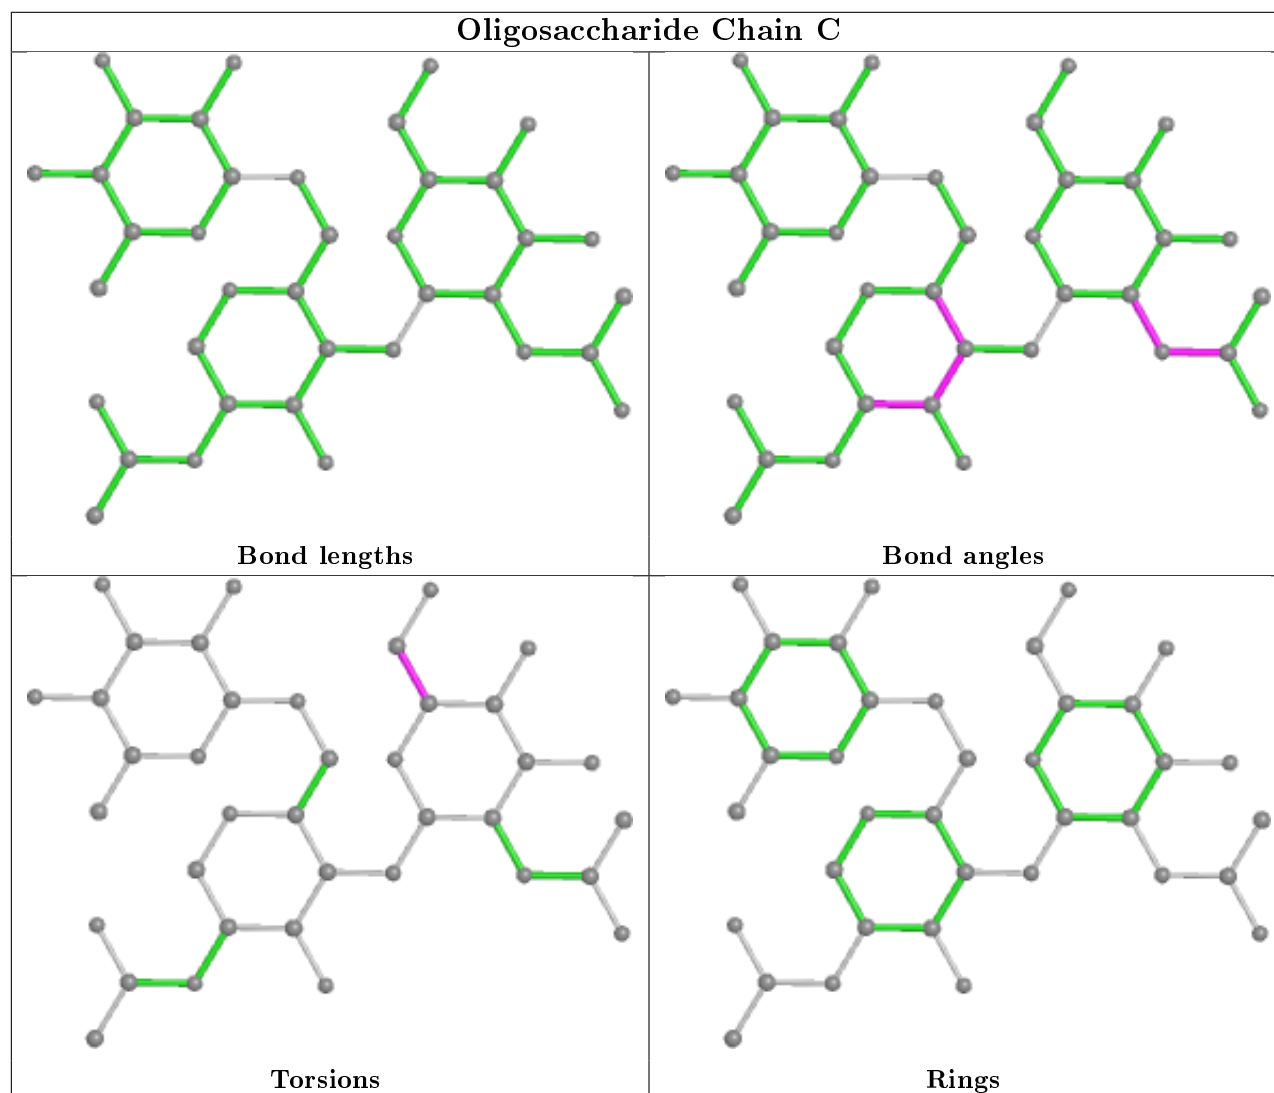 Oligosaccharide Chain C
Bond lengths
Bond angles
Torsions
Rings